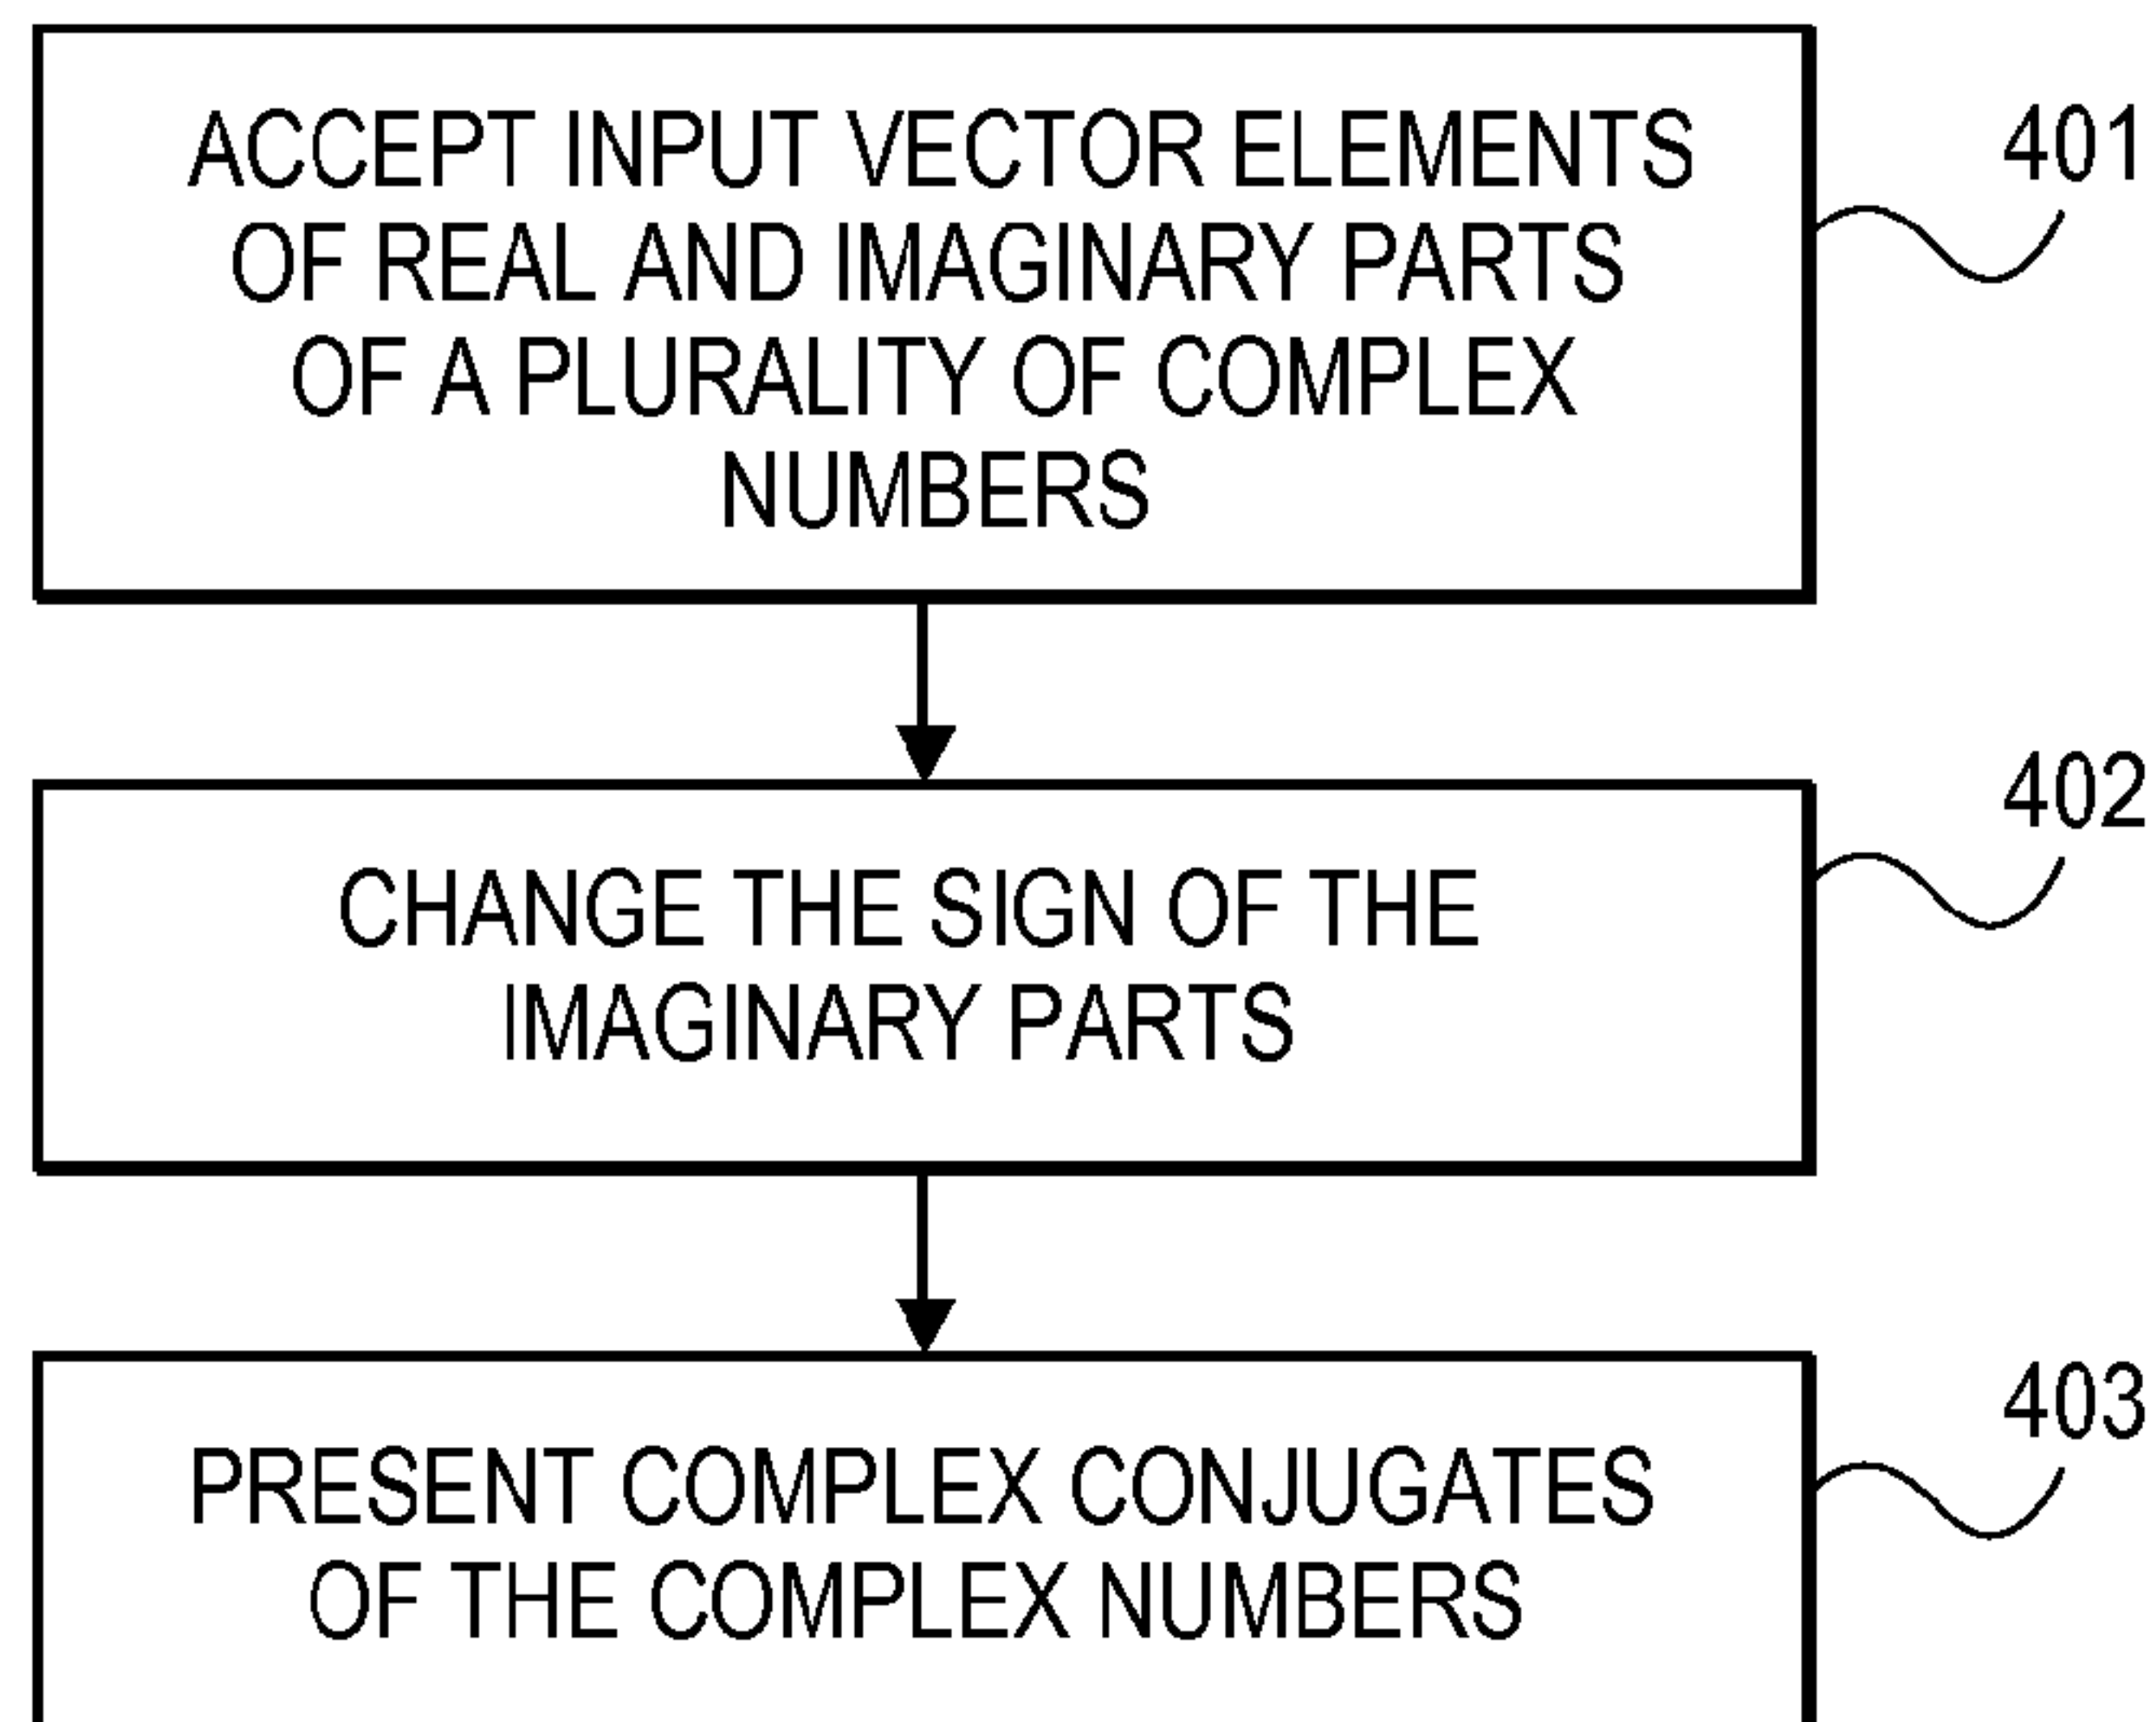 ACCEPT INPUT VECTOR ELEMENTS
OF REAL AND IMAGINARY PARTS
OF A PLURALITY OF COMPLEX
NUMBERS
401
CHANGE THE SIGN OF THE
IMAGINARY PARTS
402
PRESENT COMPLEX CONJUGATES
OF THE COMPLEX NUMBERS
403